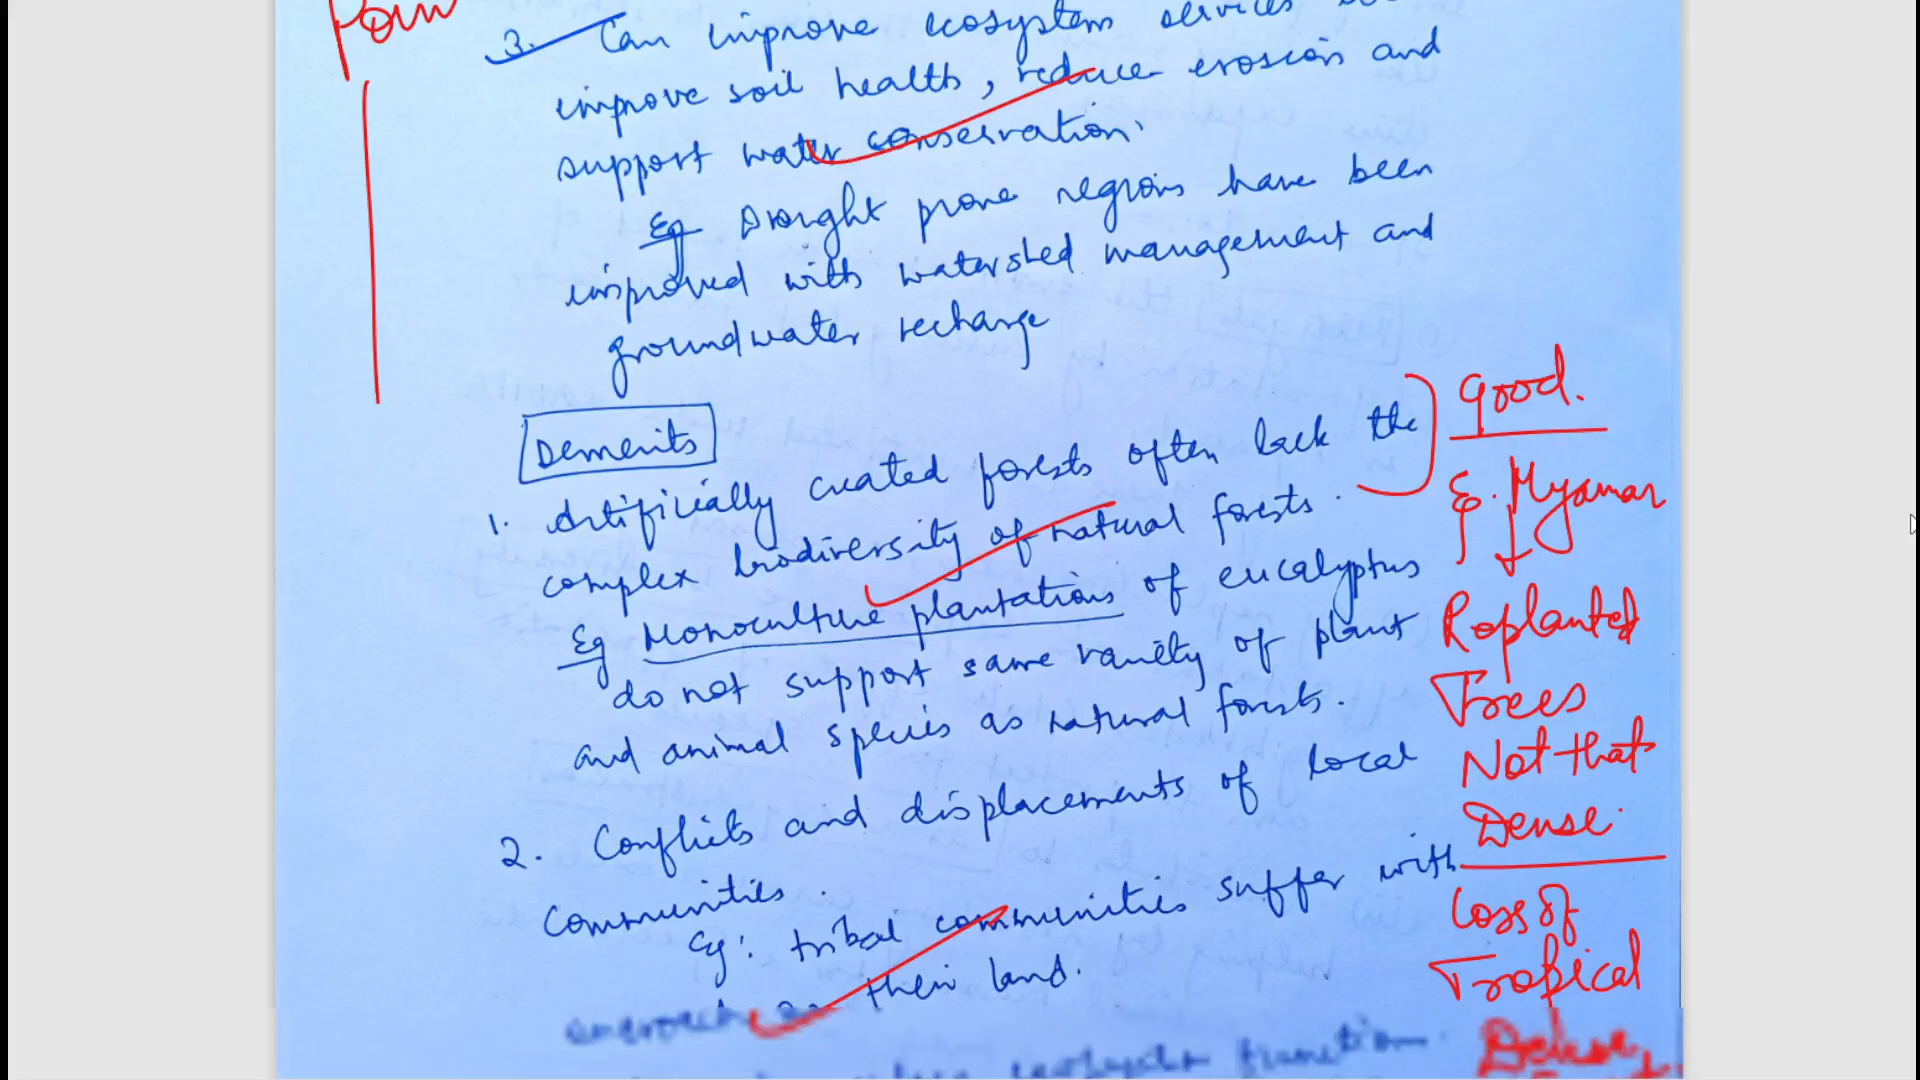 3. Can improve ecosystem services
improve soil health, reduce erosion and
support water conservation.
Eg Drought prone regions have been
improved with watershed management and
groundwater recharge
Demerits
1. Artificially created forests often lack the
complex biodiversity of natural forests.
Eg Monoculture plantations of eucalyptus
do not support same variety of plant
and animal species as natural forests.
2. Conflicts and displacements of local
communities.
Eg: tribal communities suffer with
their land.
function
good.
Eg. Myamar
Replanted
Trees
Not that
Dense.
Loss of
Tropical
Dense